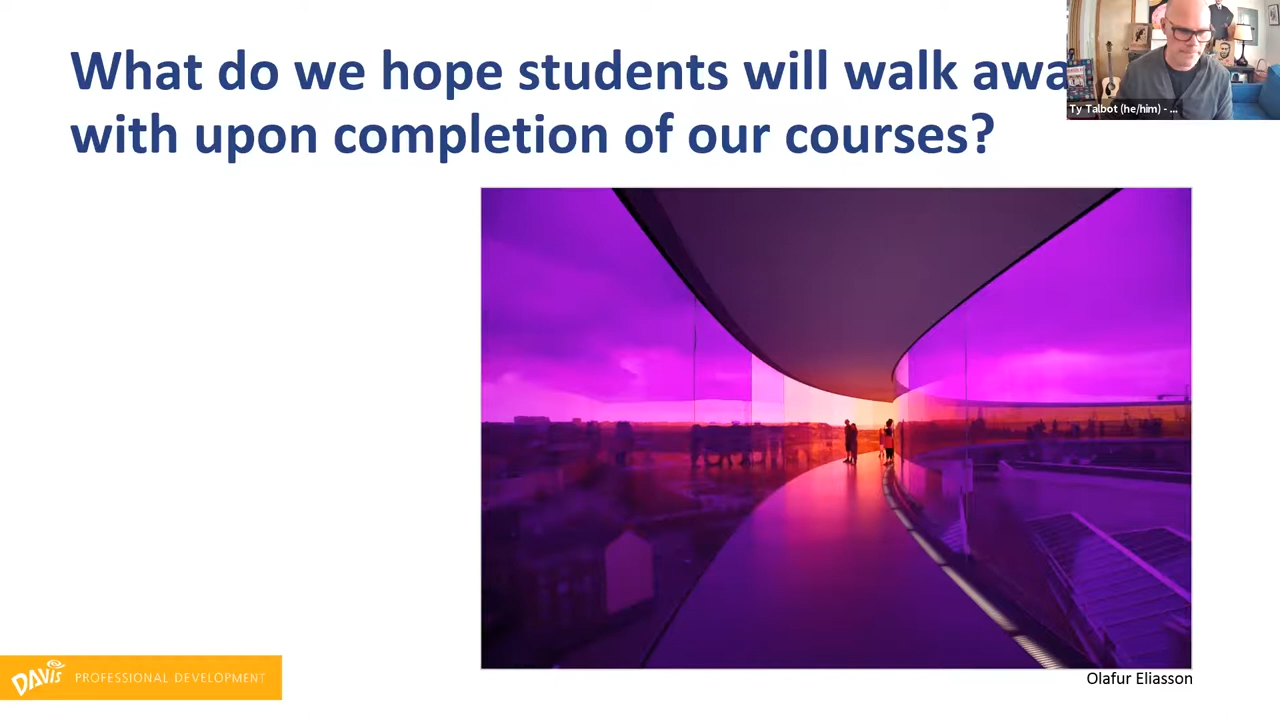 What do we hope students will walk awa
with upon completion of our courses?
Ty Talbot (he/him) - ...
Olafur Eliasson
DAVIS PROFESSIONAL DEVELOPMENT